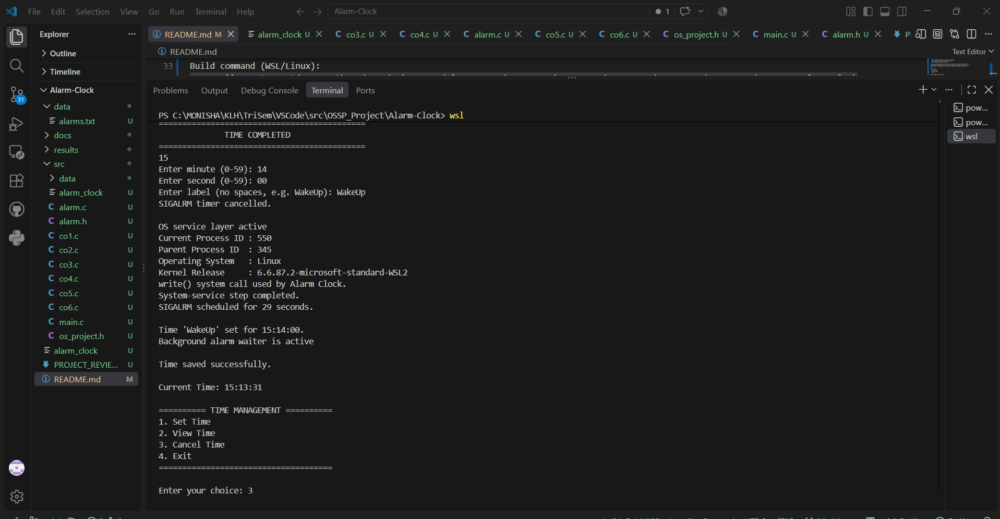 File Edit Selection View Go Run Terminal Help
Alarm-Clock
1
Explorer
Outline
Timeline
Alarm-Clock
data
alarms.txt U
docs
results
src
data
alarm_clock U
alarm.c U
alarm.h U
co1.c U
co2.c U
co3.c U
co4.c U
co5.c U
co6.c U
main.c U
os_project.h U
alarm_clock U
PROJECT_REVIE... U
README.md M
31
README.md M alarm_clock U co3.c U co4.c U alarm.c U co5.c U co6.c U os_project.h U main.c U alarm.h U
README.md
Text Editor
33 Build command (WSL/Linux):
Problems Output Debug Console Terminal Ports
pow...
pow...
wsl
PS C:\MONISHA\KLH\TriSem\VSCode\src\OSSP_Project\Alarm-Clock> wsl
============================================
TIME COMPLETED
============================================
15
Enter minute (0-59): 14
Enter second (0-59): 00
Enter label (no spaces, e.g. WakeUp): WakeUp
SIGALRM timer cancelled.
OS service layer active
Current Process ID : 550
Parent Process ID : 345
Operating System : Linux
Kernel Release : 6.6.87.2-microsoft-standard-WSL2
write() system call used by Alarm Clock.
System-service step completed.
SIGALRM scheduled for 29 seconds.
Time 'WakeUp' set for 15:14:00.
Background alarm waiter is active
Time saved successfully.
Current Time: 15:13:31
========== TIME MANAGEMENT ==========
1. Set Time
2. View Time
3. Cancel Time
4. Exit
=====================================
Enter your choice: 3